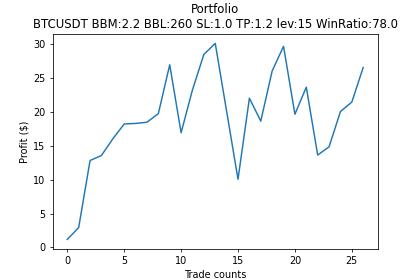 Portfolio
BTCUSDT BBM:2.2 BBL:260 SL:1.0 TP:1.2 lev:15 WinRatio:78.0
30
25
20
15
10
5
0
Profit ($)
0 5 10 15 20 25
Trade counts